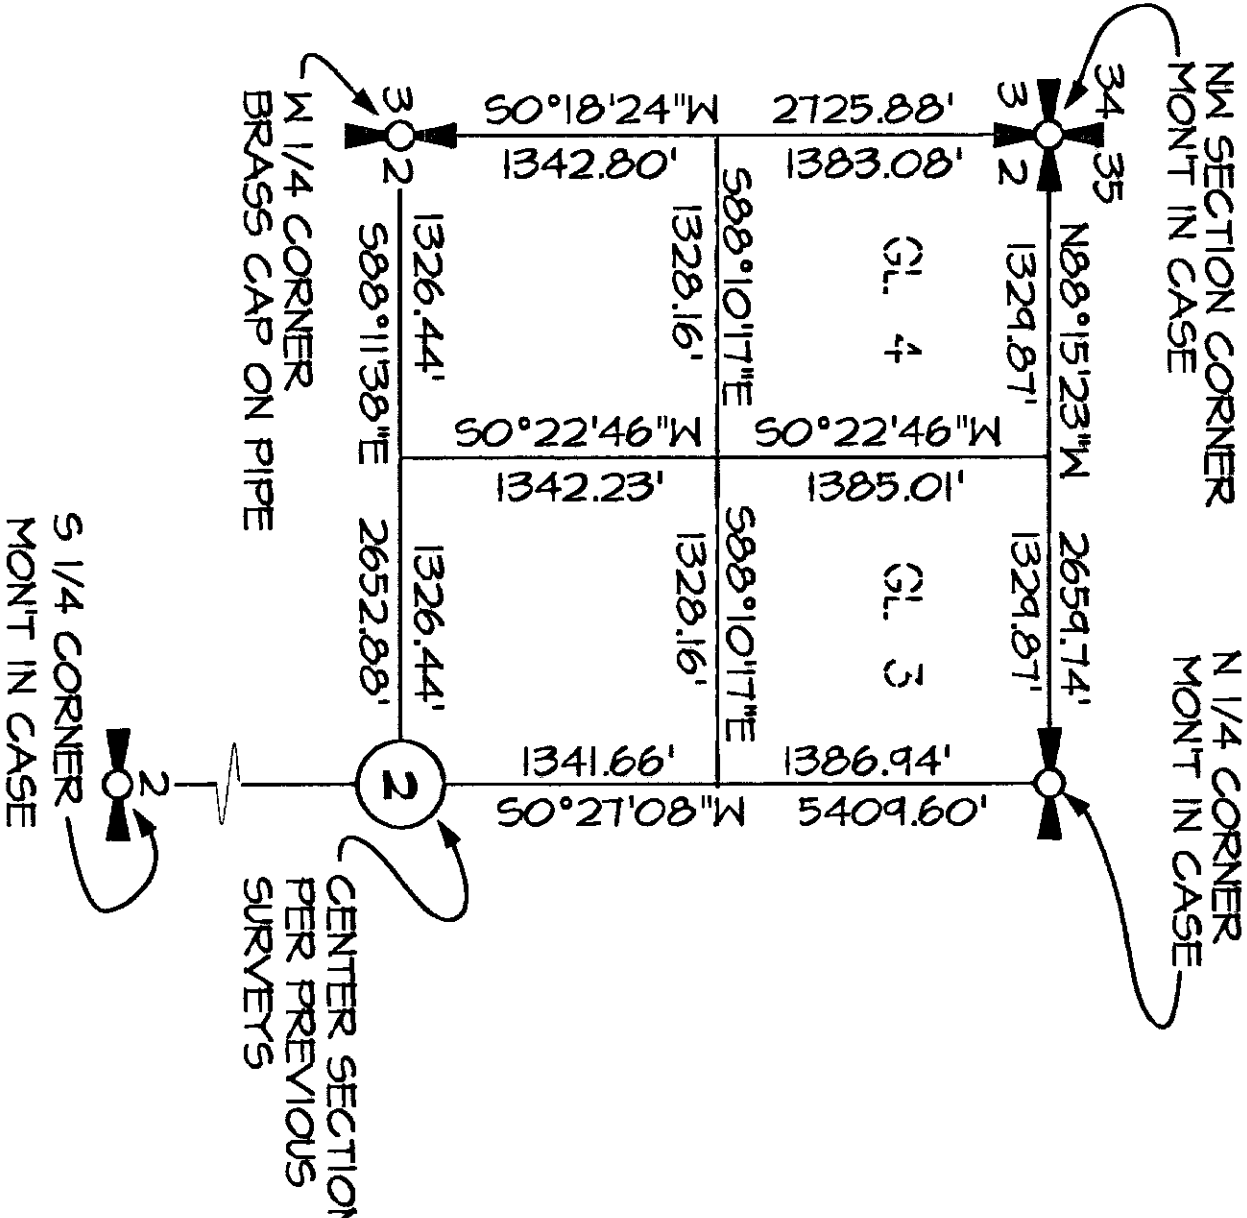 NW SECTION CORNER
MON'T IN CASE
N 1/4 CORNER
MON'T IN CASE
34
35
3
2
N88°15'23"W
2659.74'
1329.87'
1329.87'
S0°18'24"W
2725.88'
1342.80'
1383.08'
GL. 4
GL. 3
S88°10'17"E
S88°10'17"E
1328.16'
1328.16'
S0°22'46"W
S0°22'46"W
1342.23'
1385.01'
1341.66'
1386.94'
S0°27'08"W
5409.60'
3
2
1326.44'
1326.44'
S88°11'38"E
2652.88'
2
W 1/4 CORNER
BRASS CAP ON PIPE
CENTER SECTION
PER PREVIOUS
SURVEYS
2
S 1/4 CORNER
MON'T IN CASE